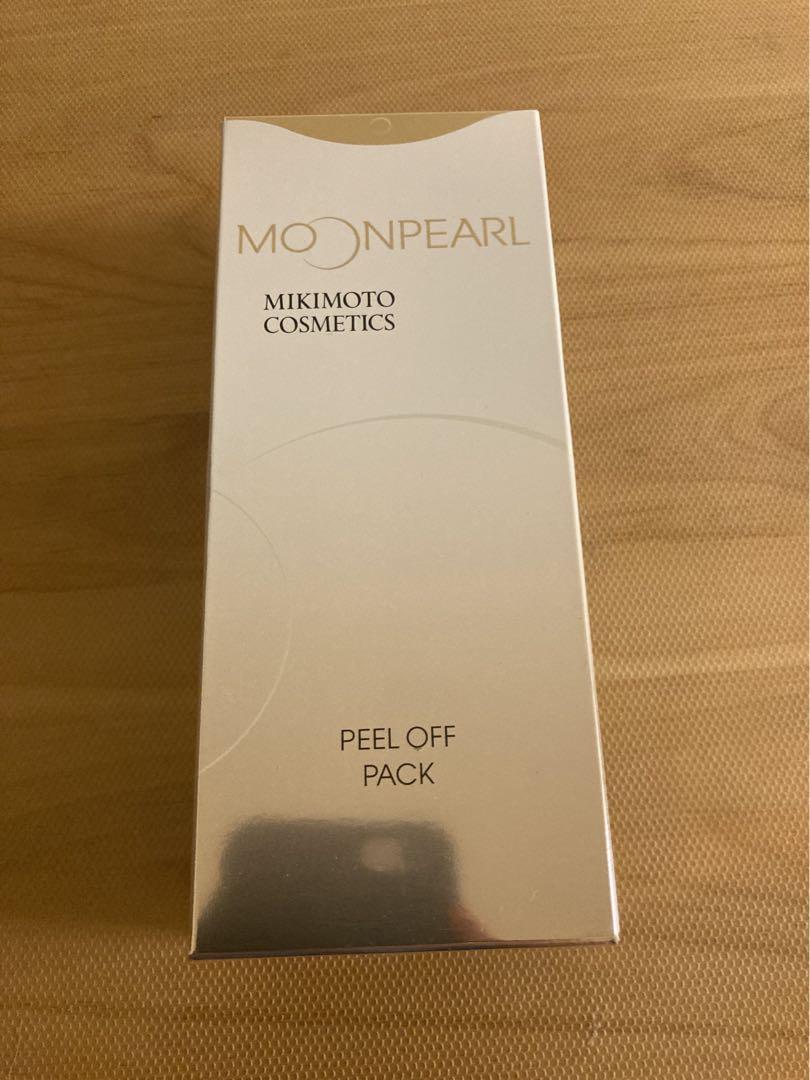 MOONPEARL
MIKIMOTO
COSMETICS
PEEL OFF
PACK